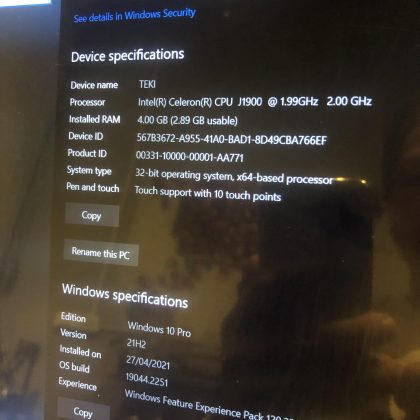 See details in Windows Security
Device specifications
Device name TEKI
Processor Intel(R) Celeron(R) CPU J1900 @ 1.99GHz 2.00 GHz
Installed RAM 4.00 GB (2.89 GB usable)
Device ID 567B3672-A955-41A0-BAD1-8D49CBA766EF
Product ID 00331-10000-00001-AA771
System type 32-bit operating system, x64-based processor
Pen and touch Touch support with 10 touch points
Copy
Rename this PC
Windows specifications
Edition Windows 10 Pro
Version 21H2
Installed on 27/04/2021
OS build 19044.2251
Experience Windows Feature Experience Pack
Copy